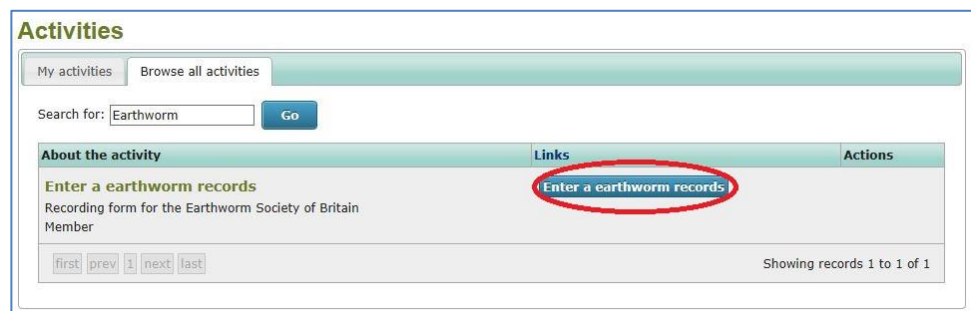 Activities
My activities Browse all activities
Search for: Earthworm Go
About the activity Links Actions
Enter a earthworm records Enter a earthworm records
Recording form for the Earthworm Society of Britain
Member
first prev 1 next last Showing records 1 to 1 of 1